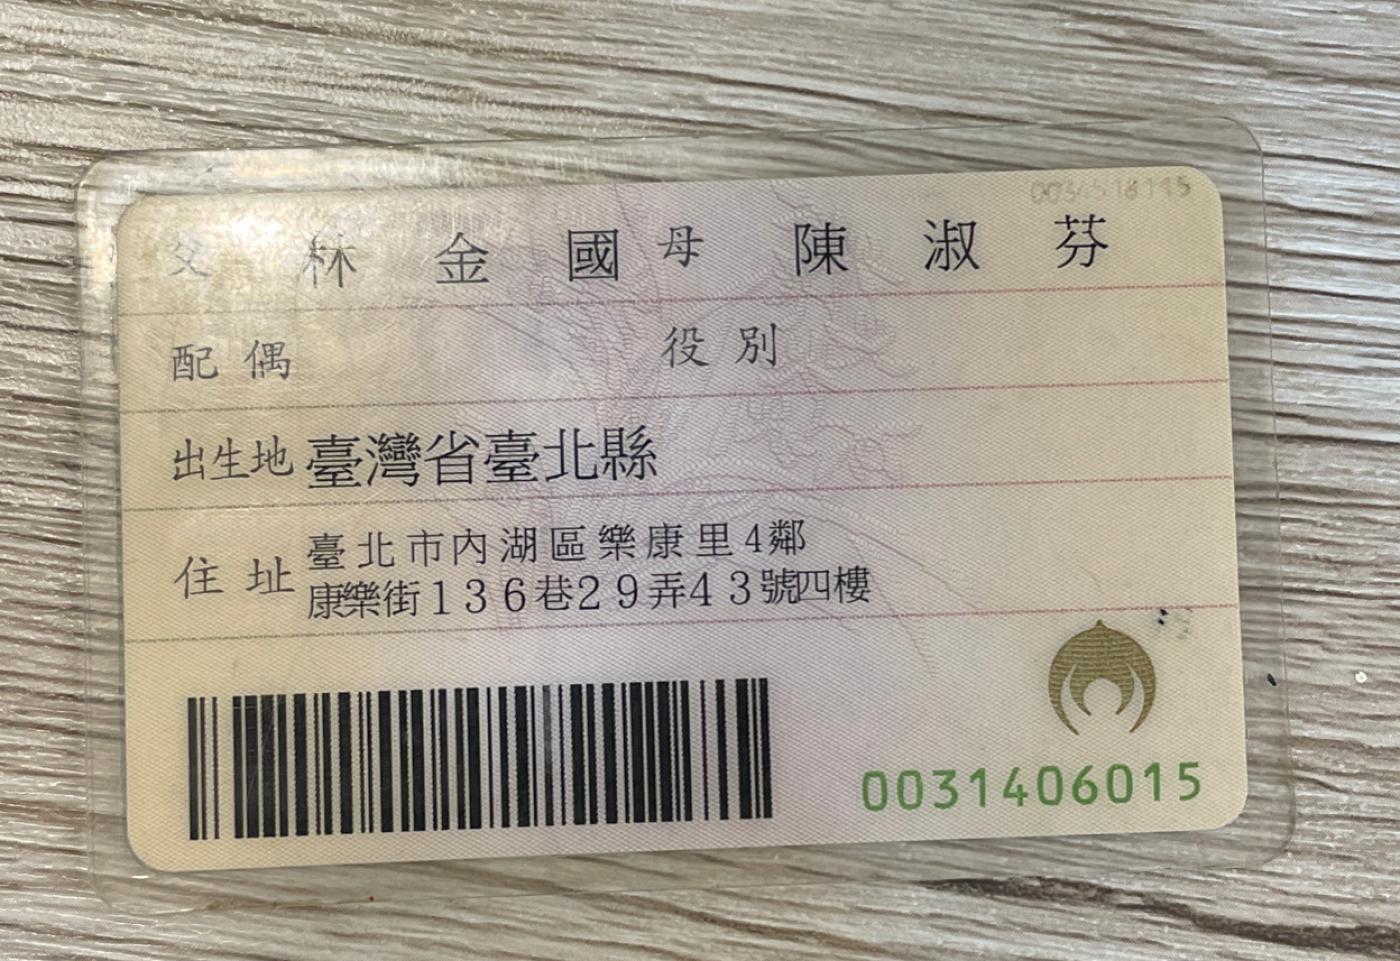 父 林金國 母 陳淑芬
配偶 役別
出生地 臺灣省臺北縣
住址 臺北市內湖區樂康里4鄰
康樂街136巷29弄43號四樓
0031406015